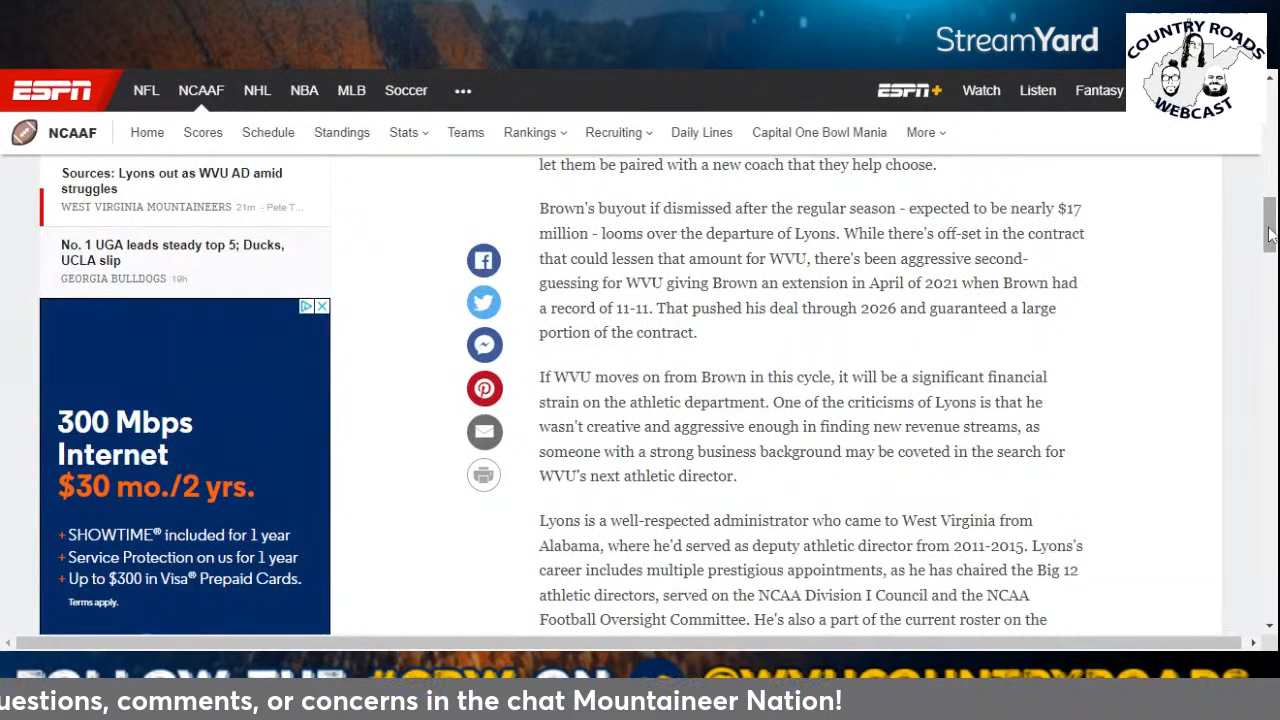 StreamYard
COUNTRY ROADS
WEBCAST
ESPN
NFL NCAAF NHL NBA MLB Soccer •••
ESPN+ Watch Listen Fantasy
NCAAF Home Scores Schedule Standings Stats Teams Rankings Recruiting Daily Lines Capital One Bowl Mania More
Sources: Lyons out as WVU AD amid
struggles
WEST VIRGINIA MOUNTAINEERS 21m - Pete T...
No. 1 UGA leads steady top 5; Ducks,
UCLA slip
GEORGIA BULLDOGS 19h
300 Mbps
Internet
$30 mo./2 yrs.
+ SHOWTIME® included for 1 year
+ Service Protection on us for 1 year
+ Up to $300 in Visa® Prepaid Cards.
Terms apply.
let them be paired with a new coach that they help choose.
Brown's buyout if dismissed after the regular season - expected to be nearly $17
million - looms over the departure of Lyons. While there's off-set in the contract
that could lessen that amount for WVU, there's been aggressive second-
guessing for WVU giving Brown an extension in April of 2021 when Brown had
a record of 11-11. That pushed his deal through 2026 and guaranteed a large
portion of the contract.
If WVU moves on from Brown in this cycle, it will be a significant financial
strain on the athletic department. One of the criticisms of Lyons is that he
wasn't creative and aggressive enough in finding new revenue streams, as
someone with a strong business background may be coveted in the search for
WVU's next athletic director.
Lyons is a well-respected administrator who came to West Virginia from
Alabama, where he'd served as deputy athletic director from 2011-2015. Lyons's
career includes multiple prestigious appointments, as he has chaired the Big 12
athletic directors, served on the NCAA Division I Council and the NCAA
Football Oversight Committee. He's also a part of the current roster on the
FOLLOW THE #CRW ON @WVUCOUNTRYROADS
uestions, comments, or concerns in the chat Mountaineer Nation!